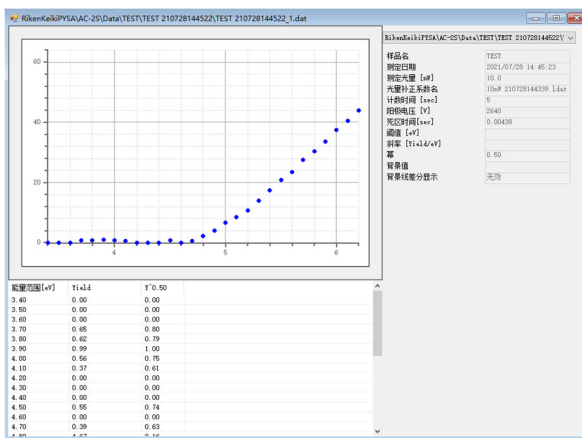 RikenKeikiPYSA\AC-2S\Data\TEST\TEST 210728144522\TEST 210728144522_1.dat
60
40
20
0
4
5
6
RikenKeikiPYSA\AC-2S\Data\TEST\TEST 210728144522\
样品名 TEST
测定日期 2021/07/28 14:45:23
测定光量 [nW] 10.0
光量补正系数名 10nW 210728144339.ldat
计数时间 [sec] 5
阳极电压 [V] 2640
死区时间[sec] 0.00438
阈值 [eV]
斜率 [Yield/eV]
幂 0.50
背景值
背景线差分显示 无效
能量范围[eV] Yield Y^0.50
3.40 0.00 0.00
3.50 0.00 0.00
3.60 0.00 0.00
3.70 0.65 0.80
3.80 0.62 0.79
3.90 0.99 1.00
4.00 0.56 0.75
4.10 0.37 0.61
4.20 0.00 0.00
4.30 0.00 0.00
4.40 0.00 0.00
4.50 0.55 0.74
4.60 0.00 0.00
4.70 0.39 0.63
4.80 4.67 2.16